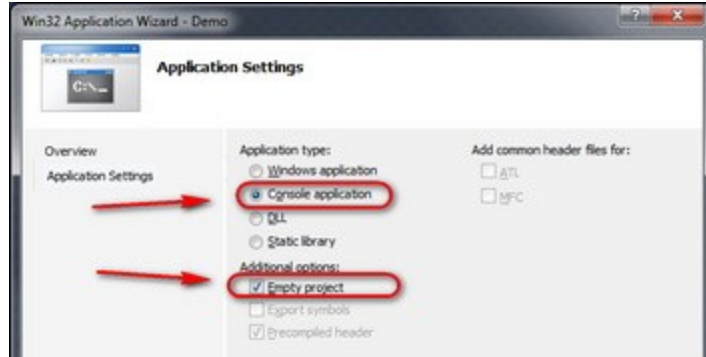 Win32 Application Wizard - Demo
C:\_
Application Settings
Overview
Application Settings
Application type:
Windows application
Console application
DLL
Static library
Additional options:
Empty project
Export symbols
Precompiled header
Add common header files for:
ATL
MFC